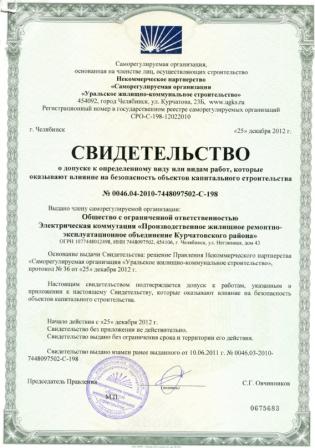 Саморегулируемая организация,
основанная на членстве лиц, осуществляющих строительство
Некоммерческое партнерство
«Саморегулируемая организация
«Уральское жилищно-коммунальное строительство»
454092, город Челябинск, ул. Курчатова, 23Б, www.sgks.ru
Регистрационный номер в государственном реестре саморегулируемых организаций
СРО-С-198-12022010
г. Челябинск «25» декабря 2012 г.
СВИДЕТЕЛЬСТВО
о допуске к определенному виду или видам работ, которые
оказывают влияние на безопасность объектов капитального строительства
№ 0046.04-2010-7448097502-С-198
Выдано члену саморегулируемой организации:
Общество с ограниченной ответственностью
Электрическая коммутация «Производственное жилищное ремонтно-
эксплуатационное объединение Курчатовского района»
ОГРН 1077448012498, ИНН 7448097502, 454106, г. Челябинск, ул. Неглинная, дом 43
Основание выдачи Свидетельства: решение Правления Некоммерческого партнерства
«Саморегулируемая организация «Уральское жилищно-коммунальное строительство»,
протокол № 36 от «25» декабря 2012 г.
Настоящим свидетельством подтверждается допуск к работам, указанным в
приложении к настоящему Свидетельству, которые оказывают влияние на безопасность
объектов капитального строительства.
Начало действия с «25» декабря 2012 г.
Свидетельство без приложения не действительно.
Свидетельство выдано без ограничения срока и территории его действия.
Свидетельство выдано взамен ранее выданного от 10.06.2011 г. № 0046.03-2010-
7448097502-С-198
Председатель Правления С.Г. Овчинников
(подпись)
М.П.
0675683